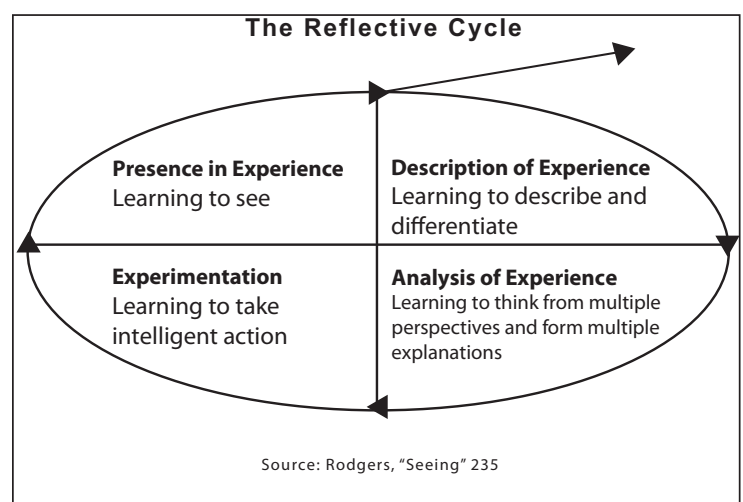 The Reflective Cycle
Presence in Experience
Learning to see
Description of Experience
Learning to describe and
differentiate
Experimentation
Learning to take
intelligent action
Analysis of Experience
Learning to think from multiple
perspectives and form multiple
explanations
Source: Rodgers, “Seeing” 235